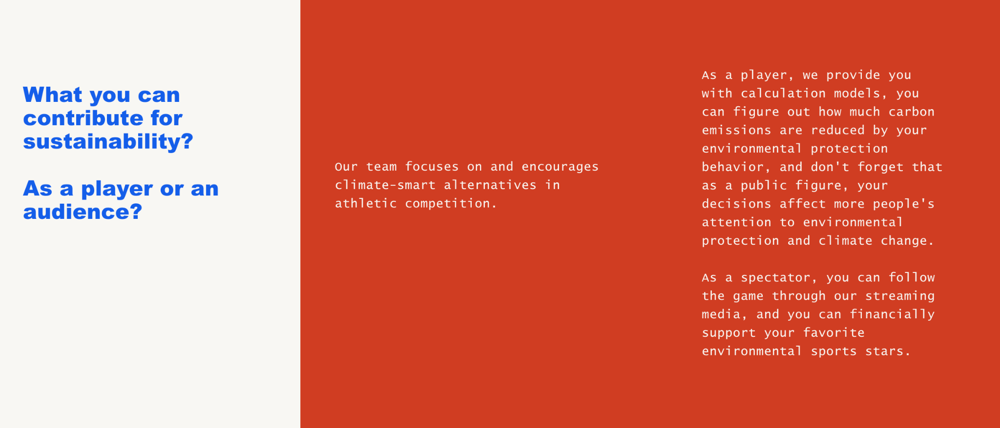 What you can
contribute for
sustainability?
As a player or an
audience?
Our team focuses on and encourages
climate-smart alternatives in
athletic competition.
As a player, we provide you
with calculation models, you
can figure out how much carbon
emissions are reduced by your
environmental protection
behavior, and don't forget that
as a public figure, your
decisions affect more people's
attention to environmental
protection and climate change.
As a spectator, you can follow
the game through our streaming
media, and you can financially
support your favorite
environmental sports stars.